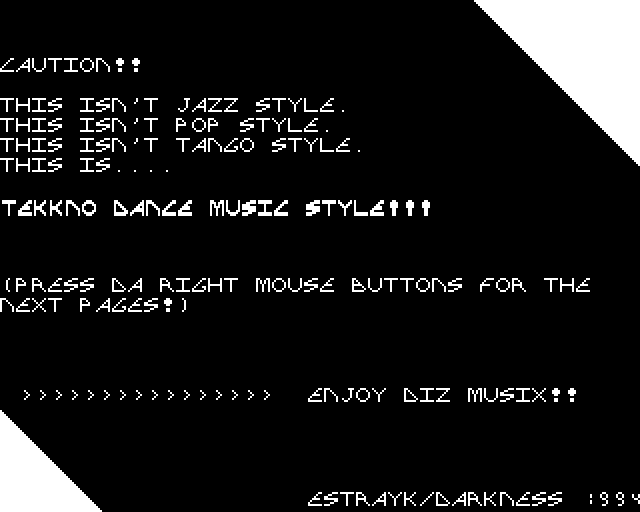 CAUTION!!
THIS ISN'T JAZZ STYLE.
THIS ISN'T POP STYLE.
THIS ISN'T TANGO STYLE.
THIS IS....
TEKKNO DANCE MUSIC STYLE!!!
(PRESS DA RIGHT MOUSE BUTTONS FOR THE
NEXT PAGES!)
>>>>>>>>>>>>>>>> ENJOY DIZ MUSIX!!
ESTRAYK/DARKNESS 1994